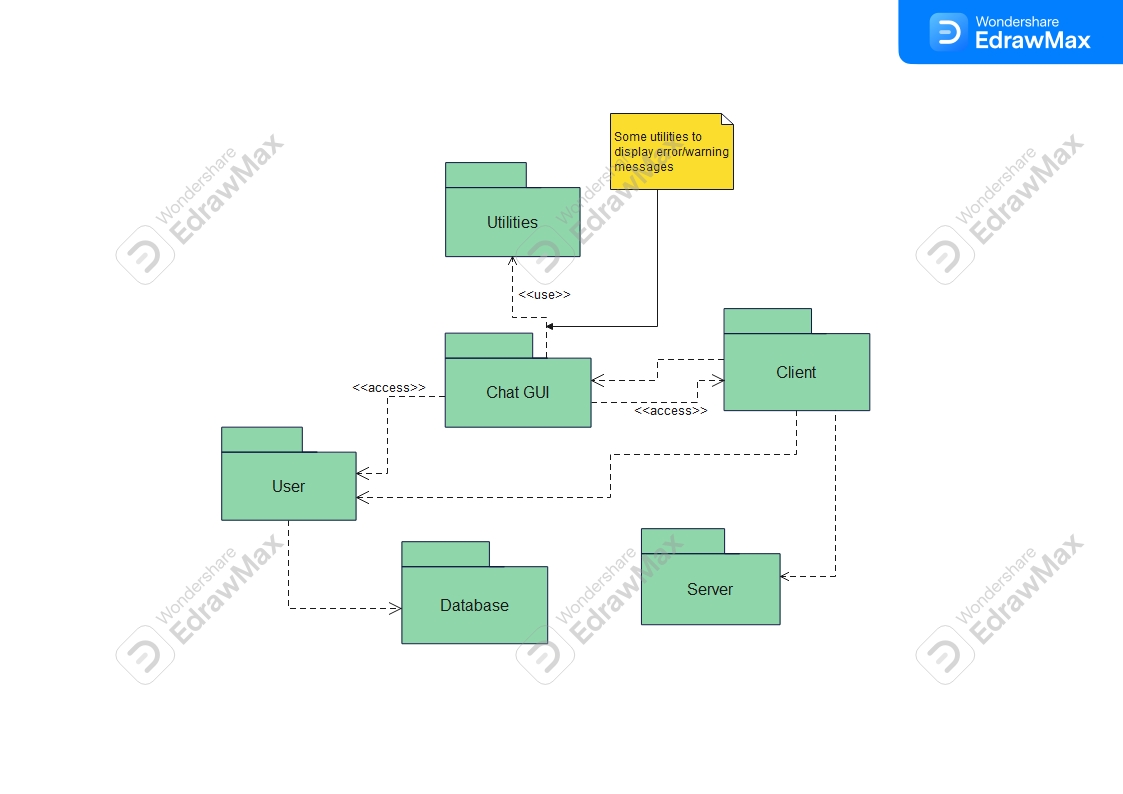 Wondershare
EdrawMax
Some utilities to
display error/warning
messages
Utilities
<<use>>
Client
Chat GUI
<<access>>
<<access>>
User
Server
Database
Wondershare
EdrawMax
Wondershare
EdrawMax
Wondershare
EdrawMax
Wondershare
EdrawMax
Wondershare
EdrawMax
Wondershare
EdrawMax